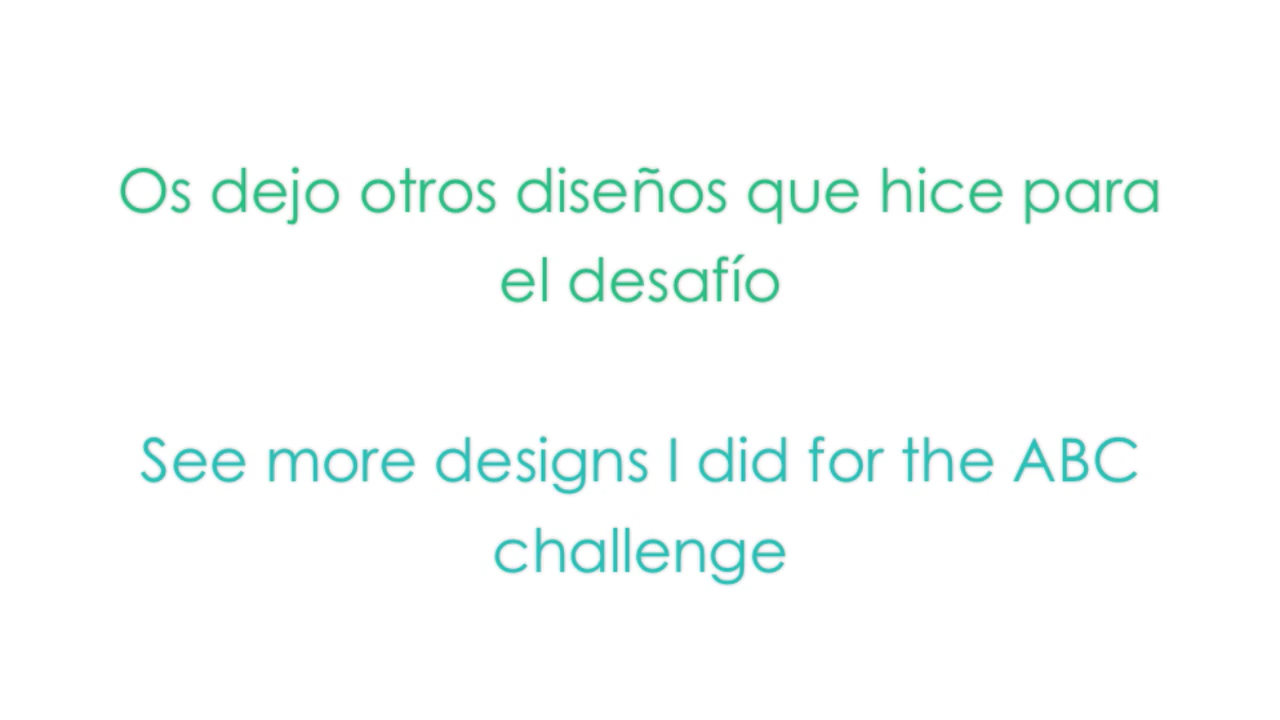 Os dejo otros diseños que hice para
el desafío
See more designs I did for the ABC
challenge